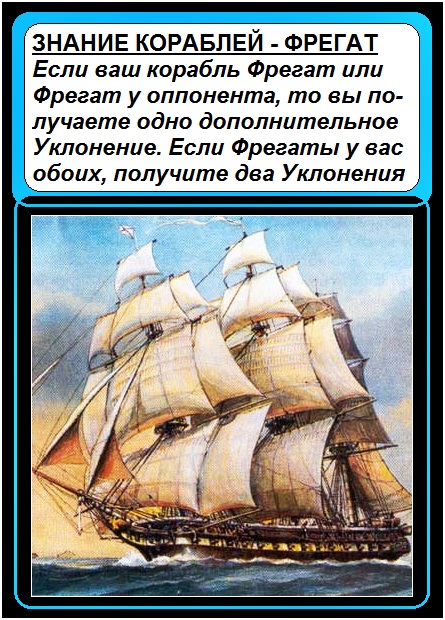 ЗНАНИЕ КОРАБЛЕЙ - ФРЕГАТ
Если ваш корабль Фрегат или
Фрегат у оппонента, то вы по-
лучаете одно дополнительное
Уклонение. Если Фрегаты у вас
обоих, получите два Уклонения